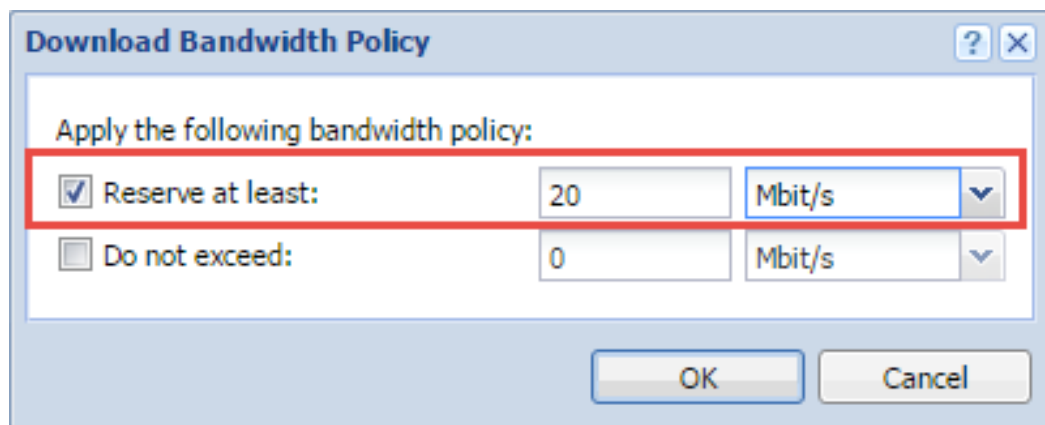 Download Bandwidth Policy ?
Apply the following bandwidth policy:
Reserve at least: 20 Mbit/s
Do not exceed: 0 Mbit/s
OK Cancel